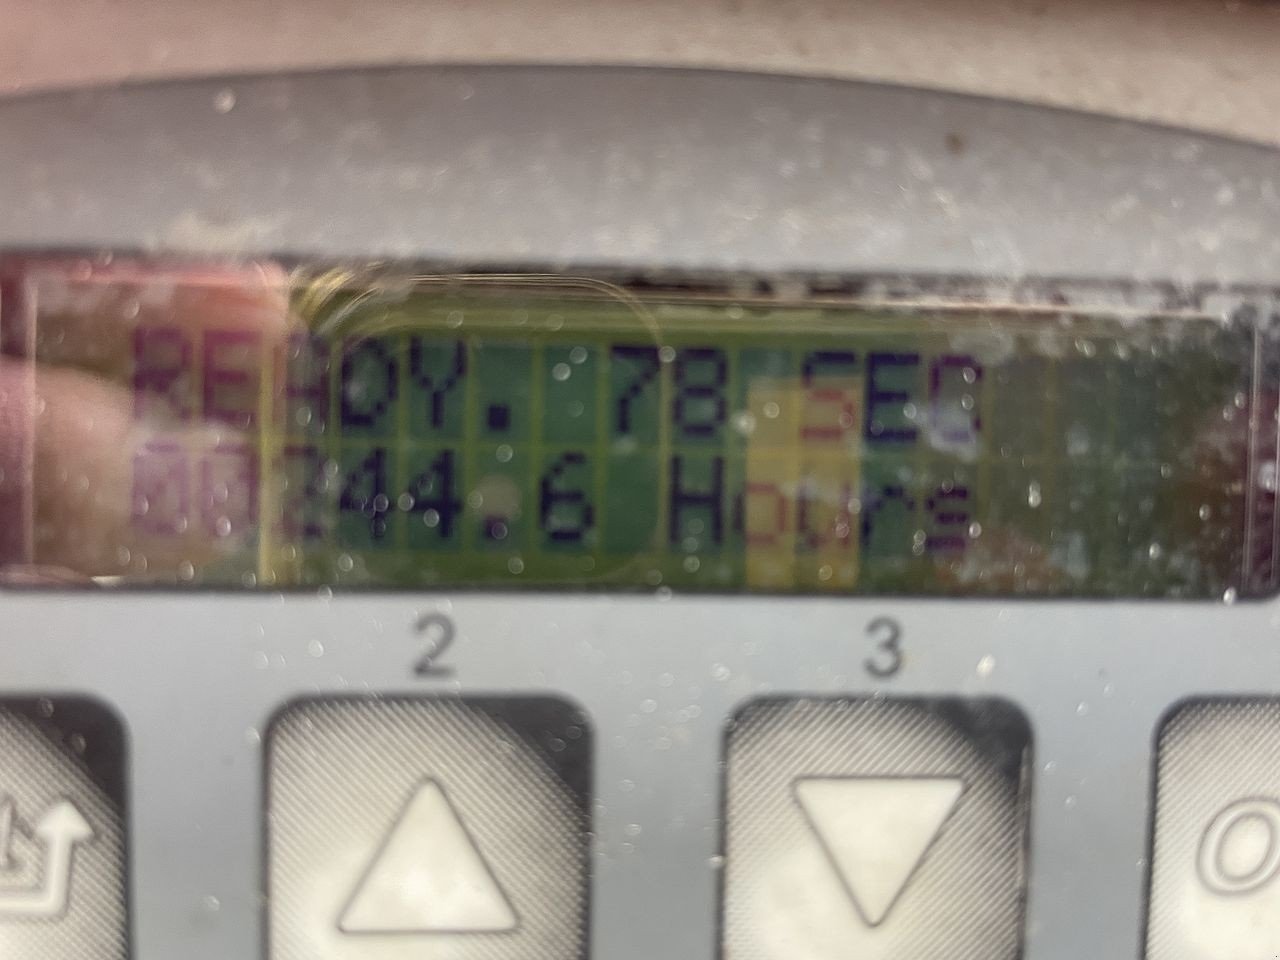 READY. 78 SEC
00244.6 Hours
2 3
O